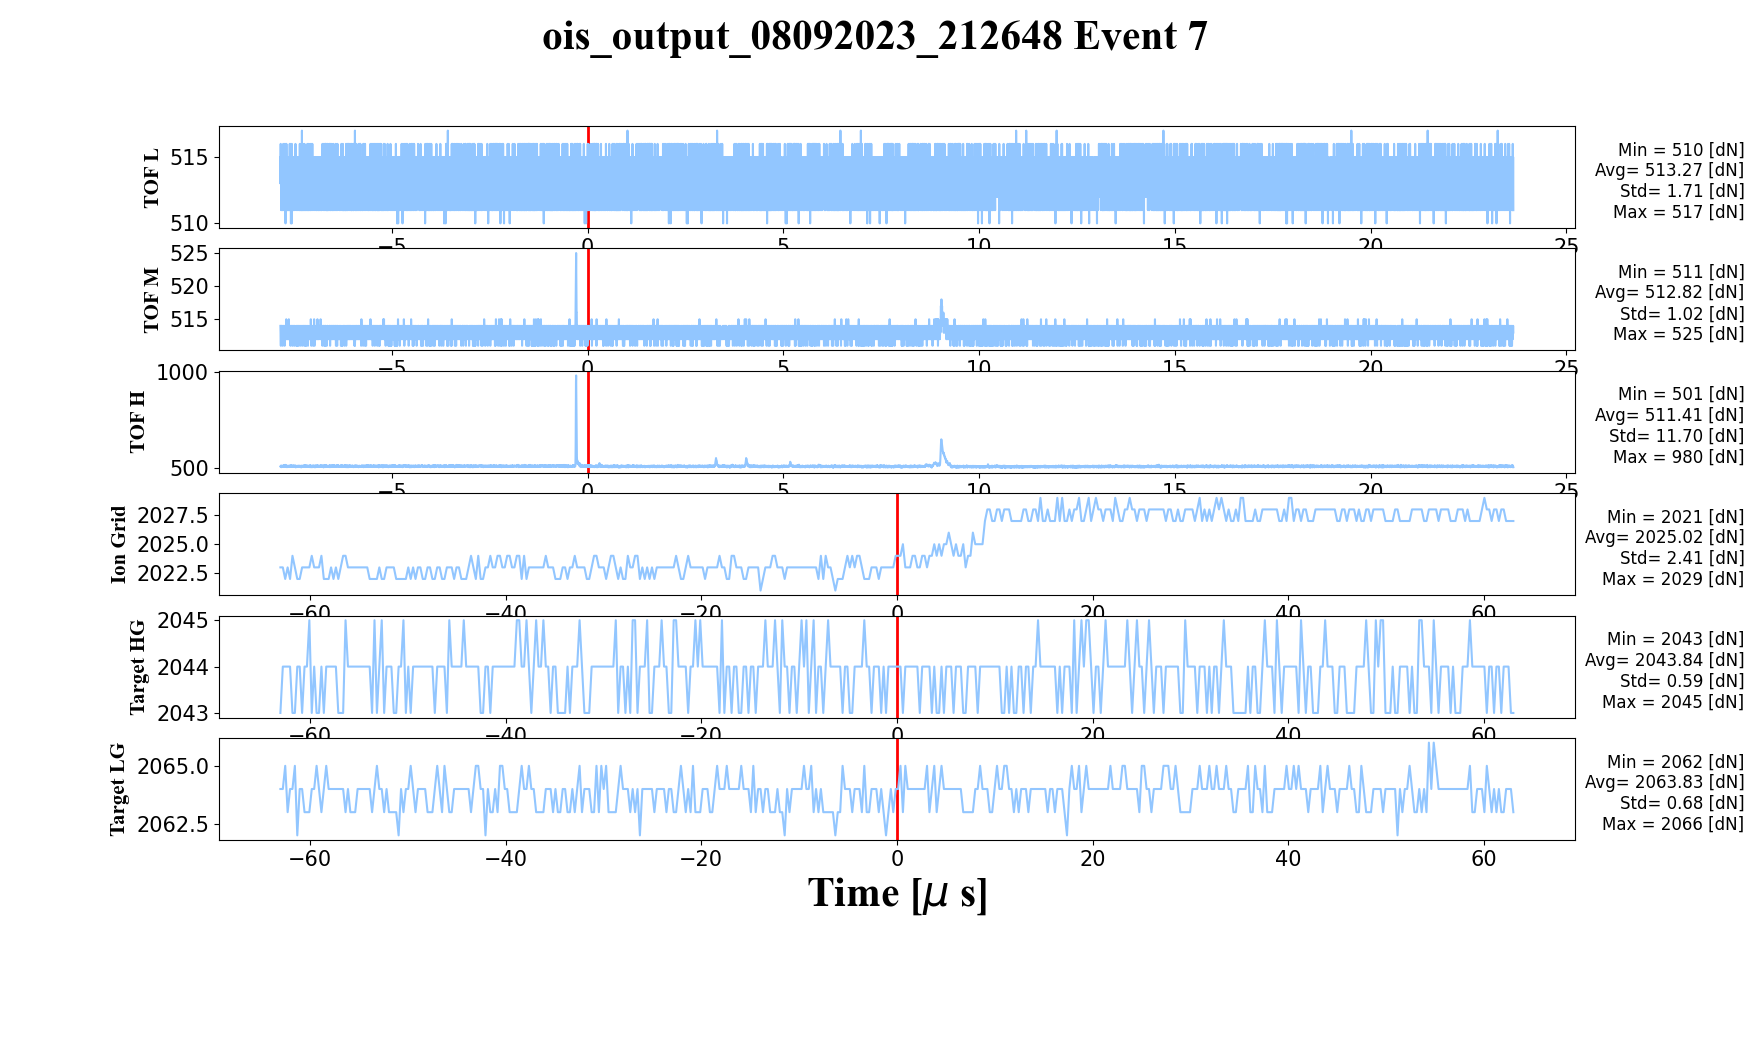 ois_output_08092023_212648 Event 7
TOF L
515
510
−5 0 5 10 15 20 25
Min = 510 [dN]
Avg= 513.27 [dN]
Std= 1.71 [dN]
Max = 517 [dN]
TOF M
525
520
515
−5 0 5 10 15 20 25
Min = 511 [dN]
Avg= 512.82 [dN]
Std= 1.02 [dN]
Max = 525 [dN]
TOF H
1000
500
−5 0 5 10 15 20 25
Min = 501 [dN]
Avg= 511.41 [dN]
Std= 11.70 [dN]
Max = 980 [dN]
Ion Grid
2027.5
2025.0
2022.5
−60 −40 −20 0 20 40 60
Min = 2021 [dN]
Avg= 2025.02 [dN]
Std= 2.41 [dN]
Max = 2029 [dN]
Target HG
2045
2044
2043
−60 −40 −20 0 20 40 60
Min = 2043 [dN]
Avg= 2043.84 [dN]
Std= 0.59 [dN]
Max = 2045 [dN]
Target LG
2065.0
2062.5
−60 −40 −20 0 20 40 60
Min = 2062 [dN]
Avg= 2063.83 [dN]
Std= 0.68 [dN]
Max = 2066 [dN]
Time [μ s]